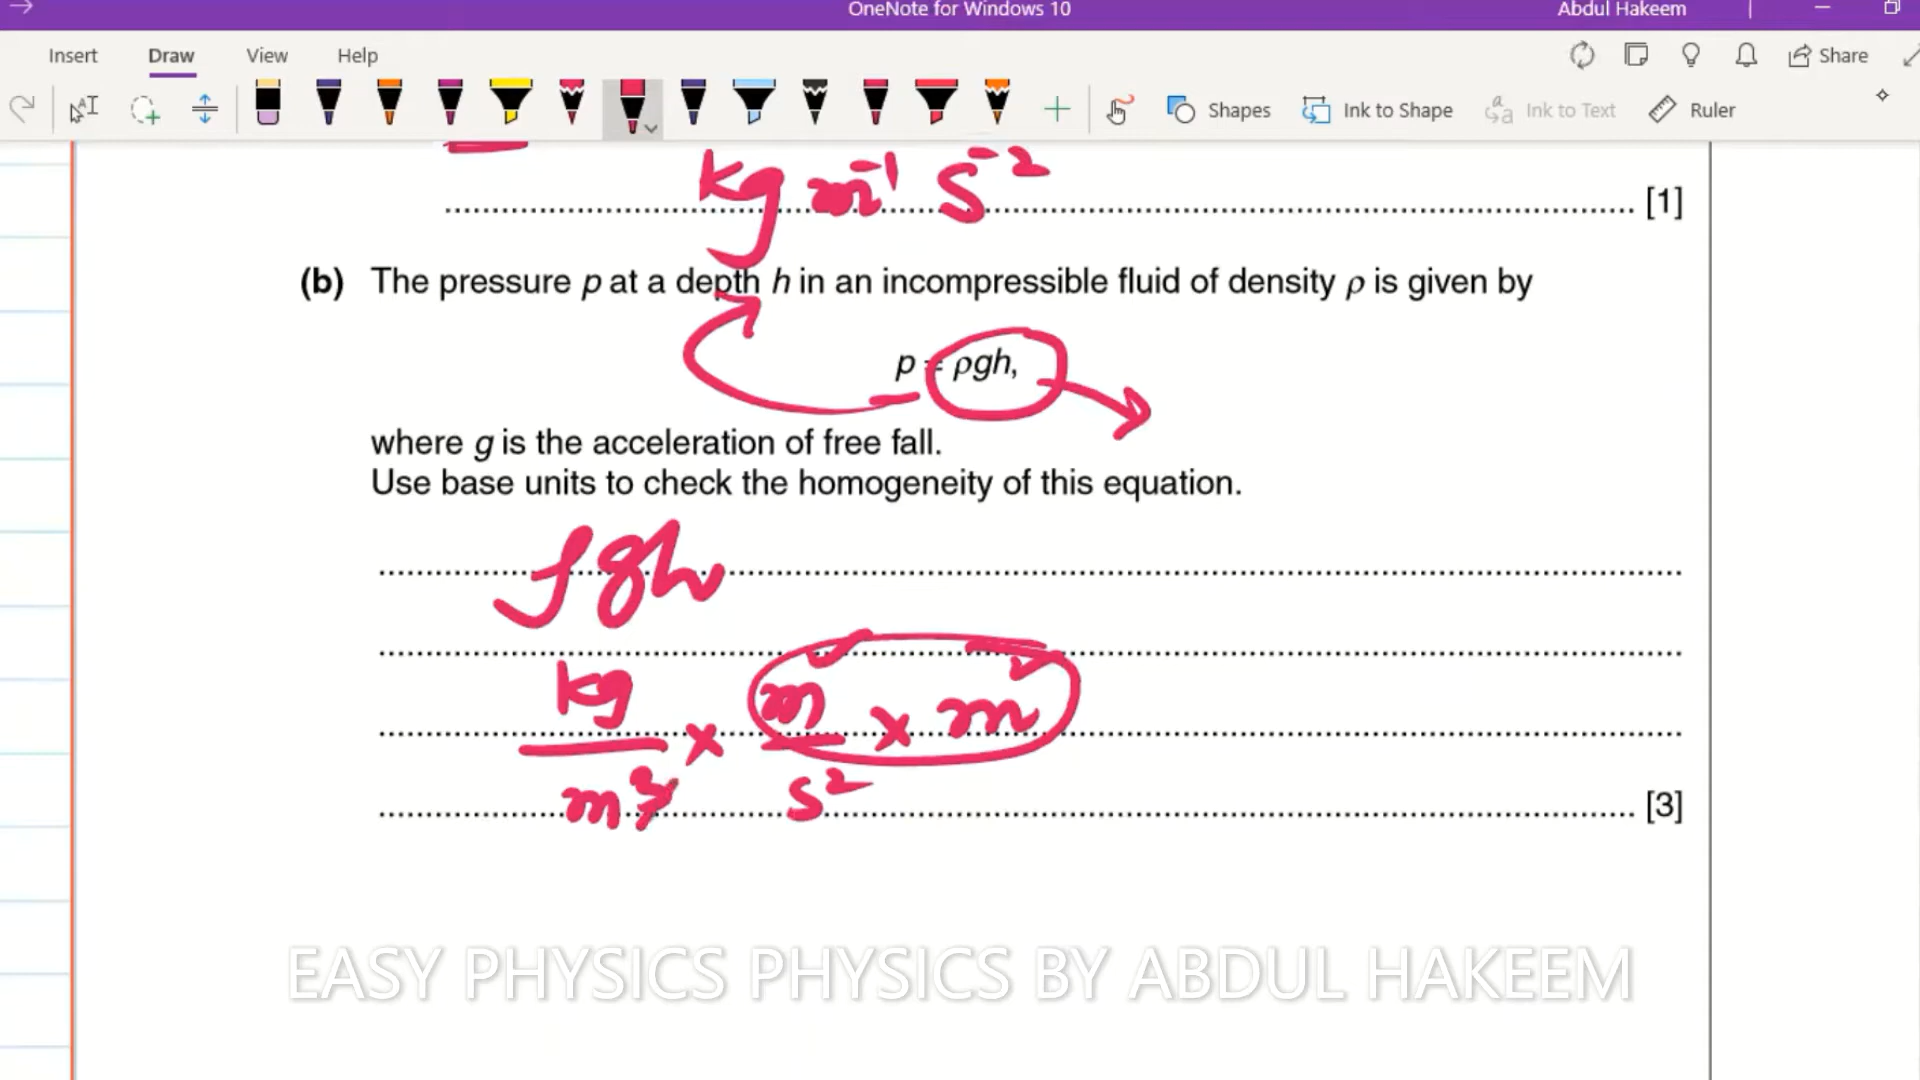 OneNote for Windows 10 Abdul Hakeem
Insert Draw View Help Share
Shapes Ink to Shape Ink to Text Ruler
kg m⁻¹ s⁻²
[1]
(b) The pressure p at a depth h in an incompressible fluid of density ρ is given by
p = ρgh,
where g is the acceleration of free fall.
Use base units to check the homogeneity of this equation.
ρgh
kg/m³ × m/s² × m
[3]
EASY PHYSICS PHYSICS BY ABDUL HAKEEM